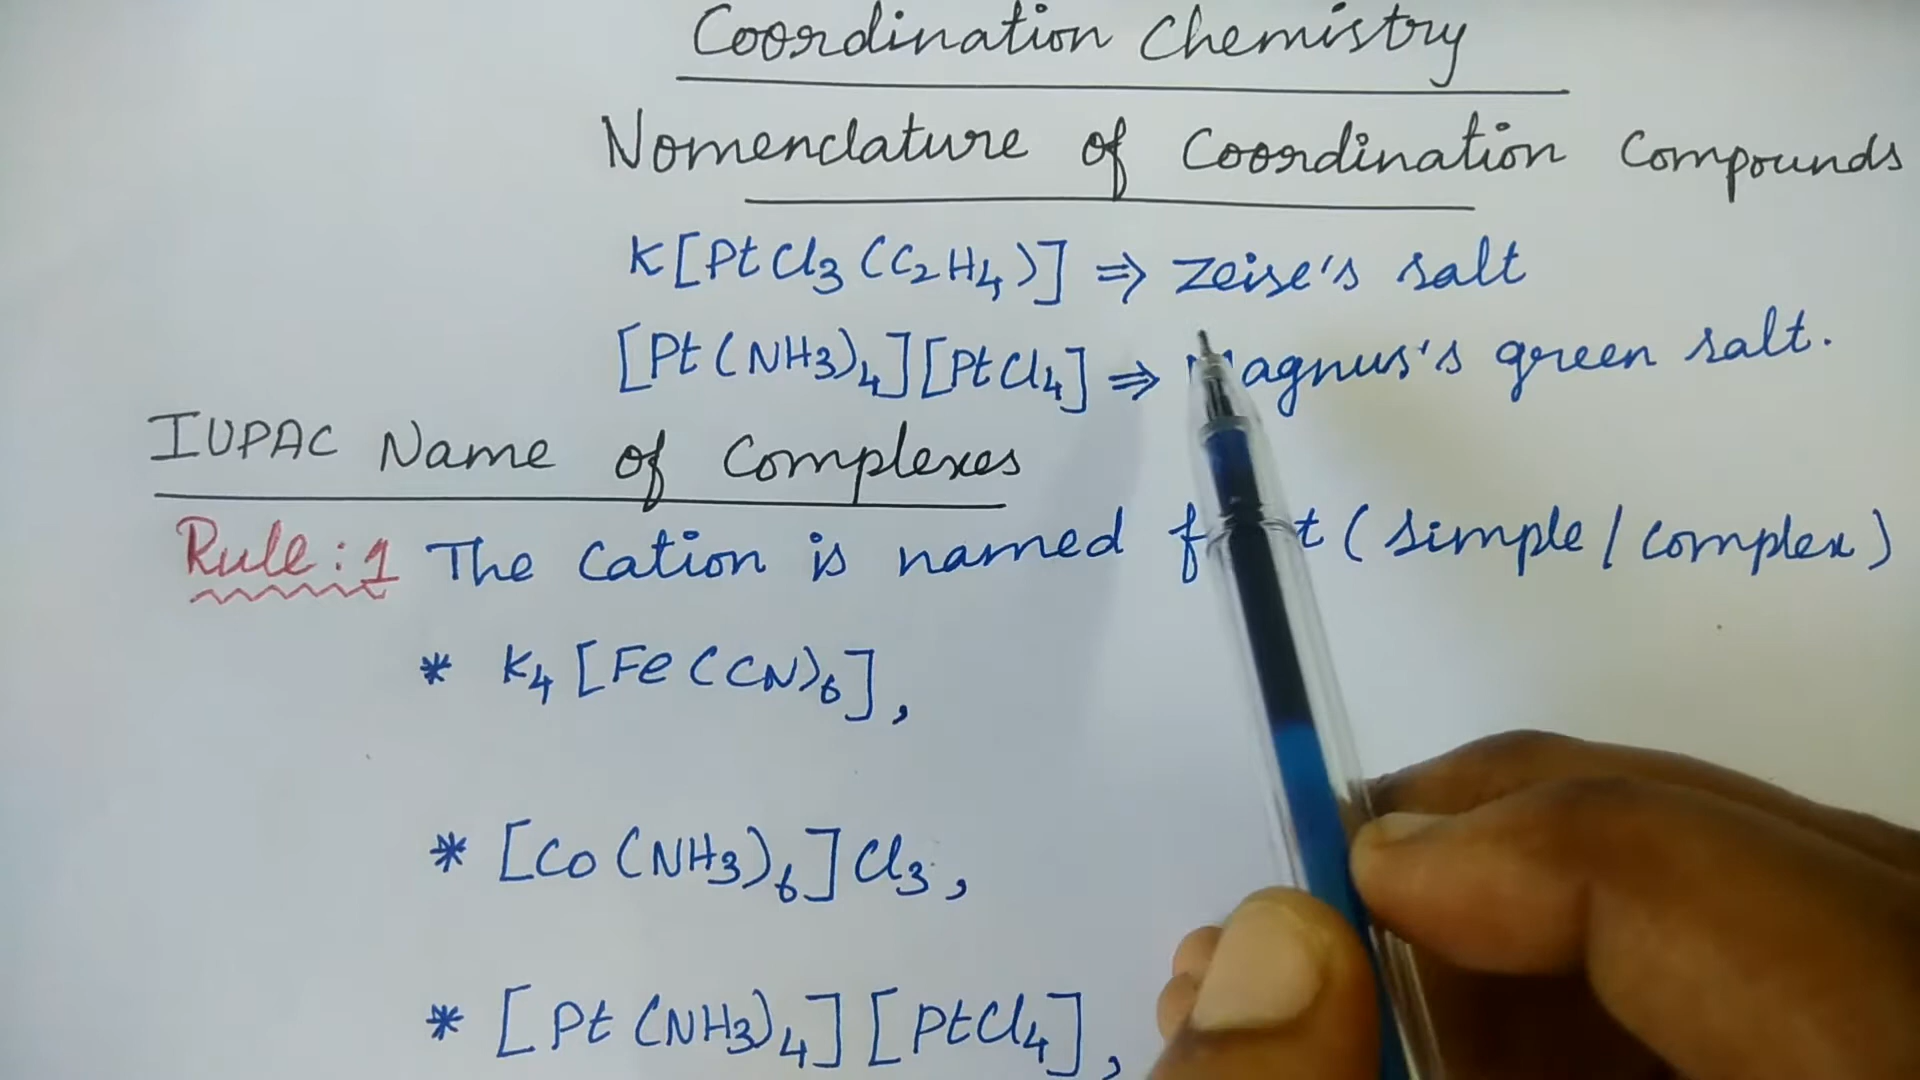 Coordination Chemistry
Nomenclature of Coordination Compounds
K[PtCl3(C2H4)] ⇒ Zeise's salt
[Pt(NH3)4][PtCl4] ⇒ Magnus's green salt.
IUPAC Name of Complexes
Rule:1 The Cation is named (simple/complex)
* K4[Fe(CN)6],
* [Co(NH3)6]Cl3,
* [Pt(NH3)4][PtCl4],